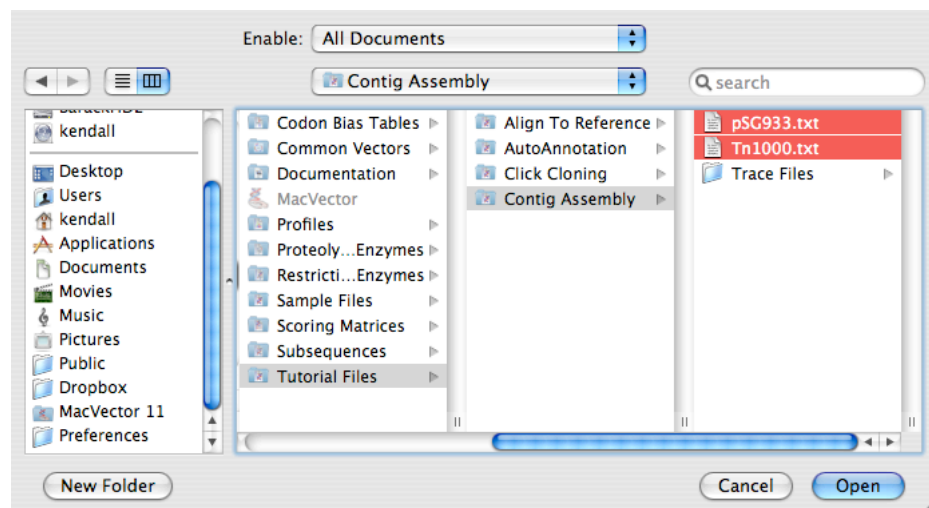 Enable: All Documents
Contig Assembly
search
kendall
Desktop
Users
kendall
Applications
Documents
Movies
Music
Pictures
Public
Dropbox
MacVector 11
Preferences
Codon Bias Tables
Common Vectors
Documentation
MacVector
Profiles
Proteoly…Enzymes
Restricti…Enzymes
Sample Files
Scoring Matrices
Subsequences
Tutorial Files
Align To Reference
AutoAnnotation
Click Cloning
Contig Assembly
pSG933.txt
Tn1000.txt
Trace Files
New Folder
Cancel
Open